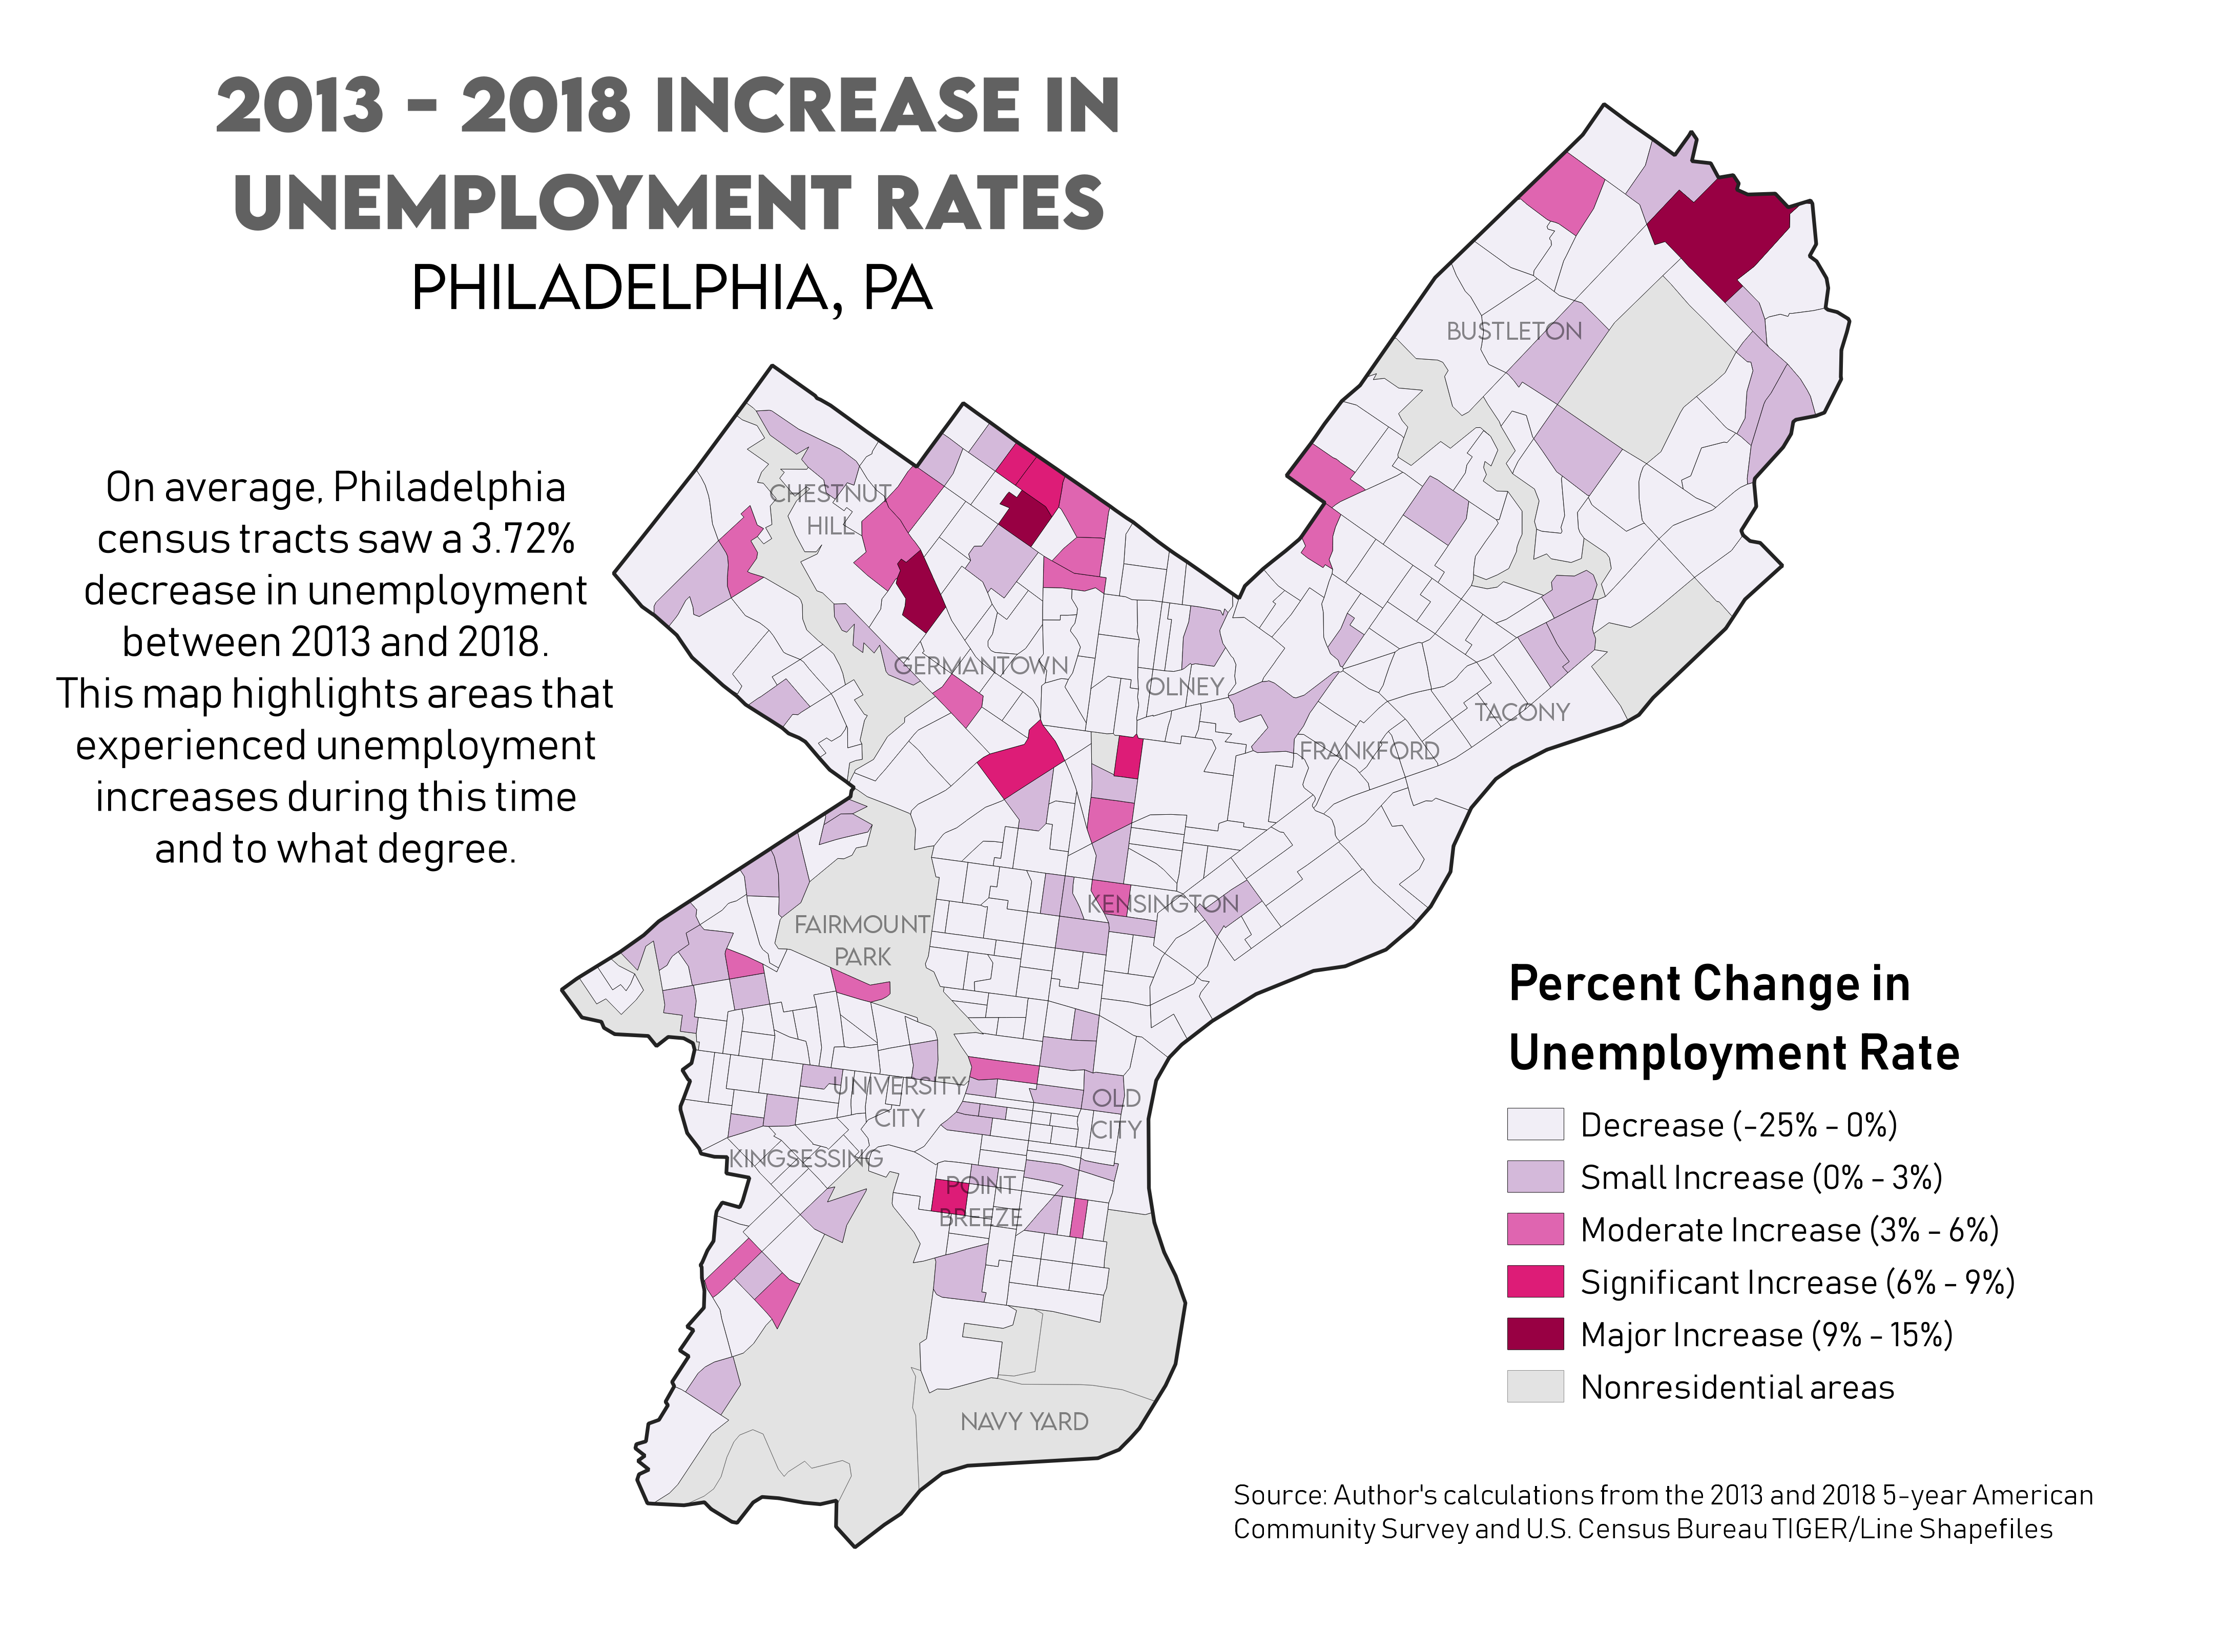 2013 - 2018 INCREASE IN
UNEMPLOYMENT RATES
PHILADELPHIA, PA
On average, Philadelphia
census tracts saw a 3.72%
decrease in unemployment
between 2013 and 2018.
This map highlights areas that
experienced unemployment
increases during this time
and to what degree.
BUSTLETON
CHESTNUT
HILL
GERMANTOWN
OLNEY
TACONY
FRANKFORD
KENSINGTON
FAIRMOUNT
PARK
UNIVERSITY
CITY
OLD
CITY
KINGSESSING
POINT
BREEZE
NAVY YARD
Percent Change in
Unemployment Rate
Decrease (-25% - 0%)
Small Increase (0% - 3%)
Moderate Increase (3% - 6%)
Significant Increase (6% - 9%)
Major Increase (9% - 15%)
Nonresidential areas
Source: Author's calculations from the 2013 and 2018 5-year American
Community Survey and U.S. Census Bureau TIGER/Line Shapefiles